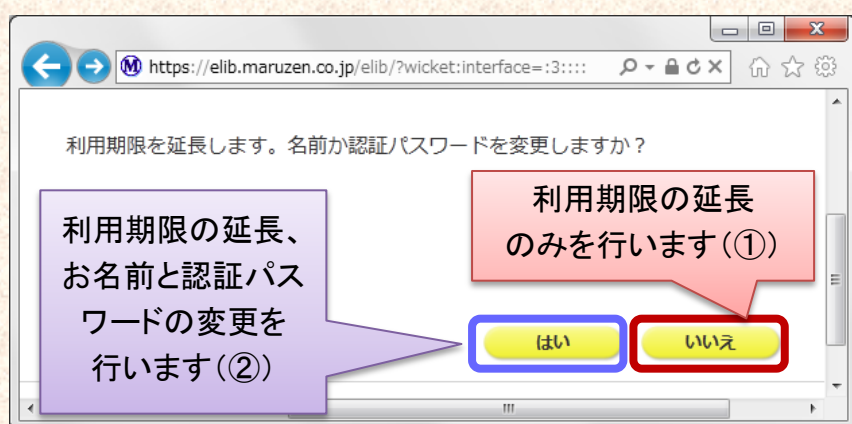 https://elib.maruzen.co.jp/elib/?wicket:interface=:3::::
利用期限を延長します。名前か認証パスワードを変更しますか？
利用期限の延長
のみを行います（①）
利用期限の延長、
お名前と認証パス
ワードの変更を
行います（②）
はい
いいえ